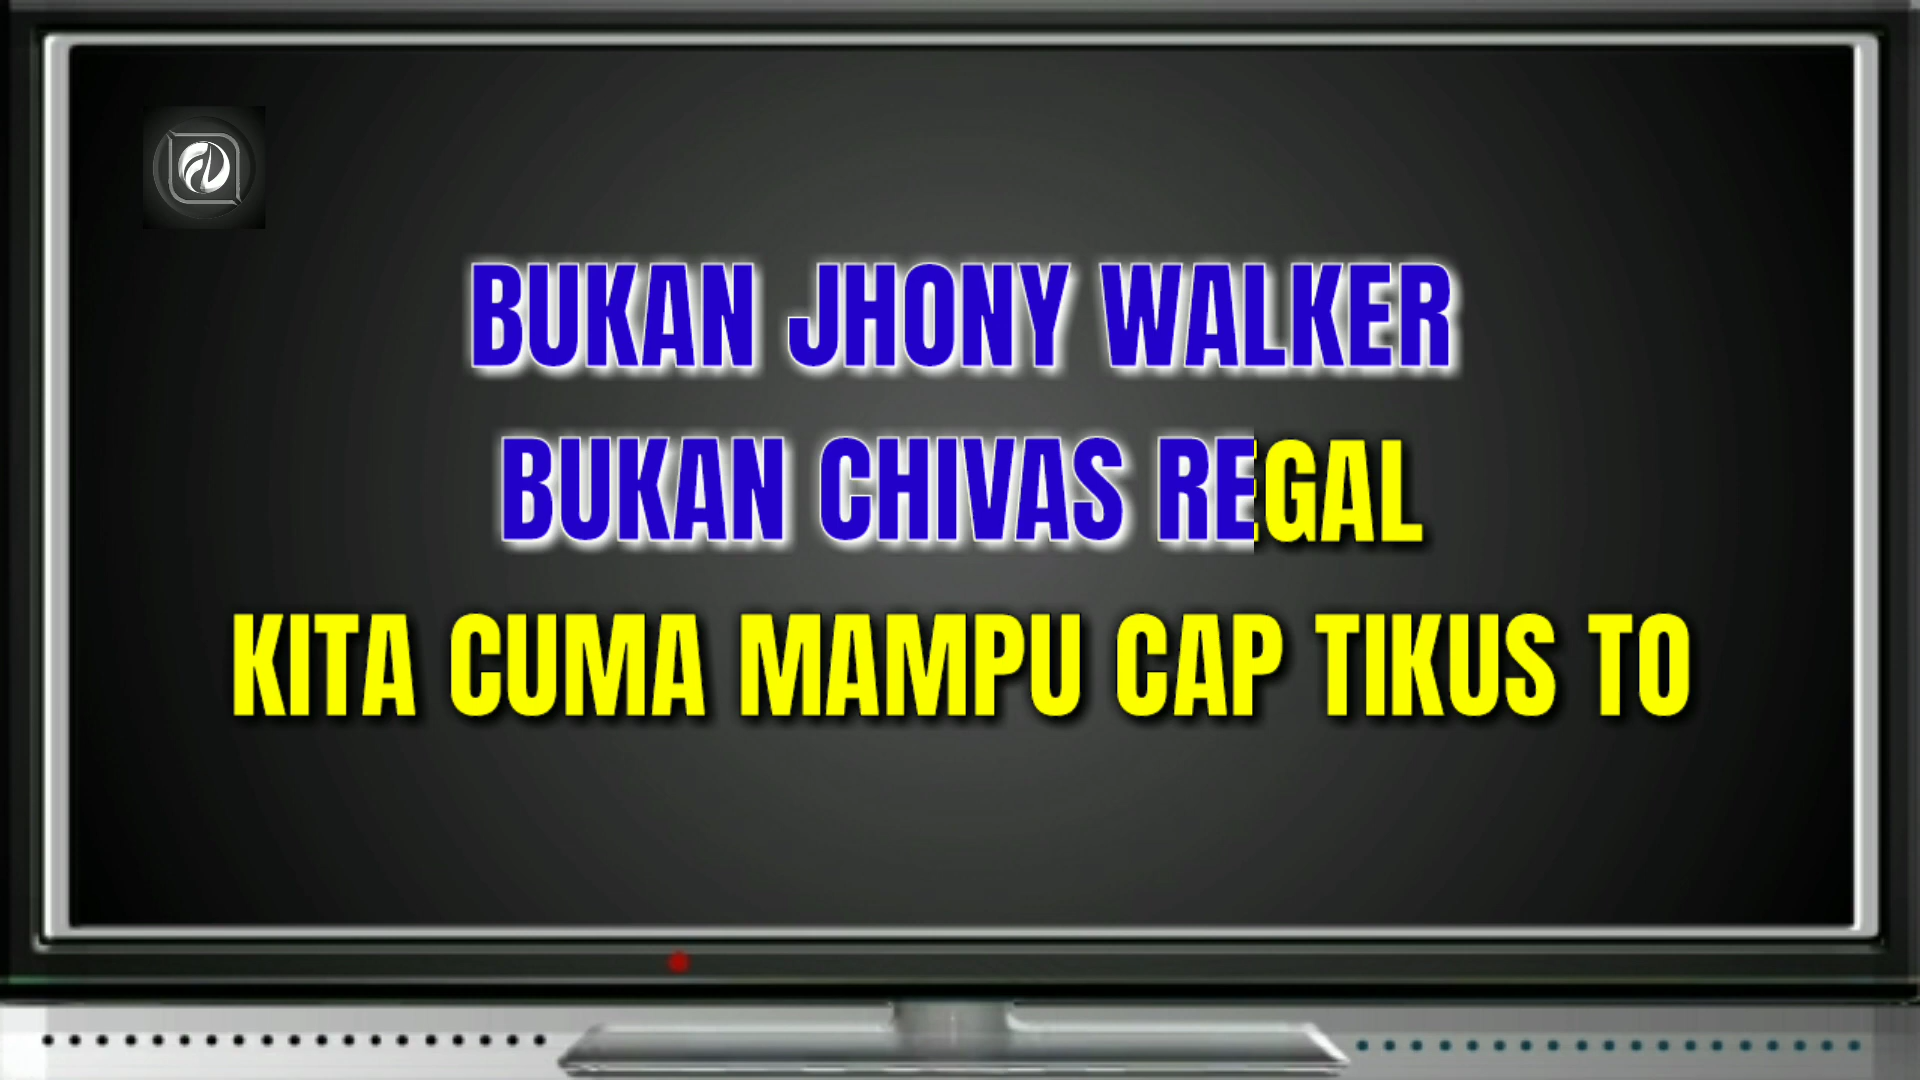 BUKAN JHONY WALKER
BUKAN CHIVAS REGAL
KITA CUMA MAMPU CAP TIKUS TO